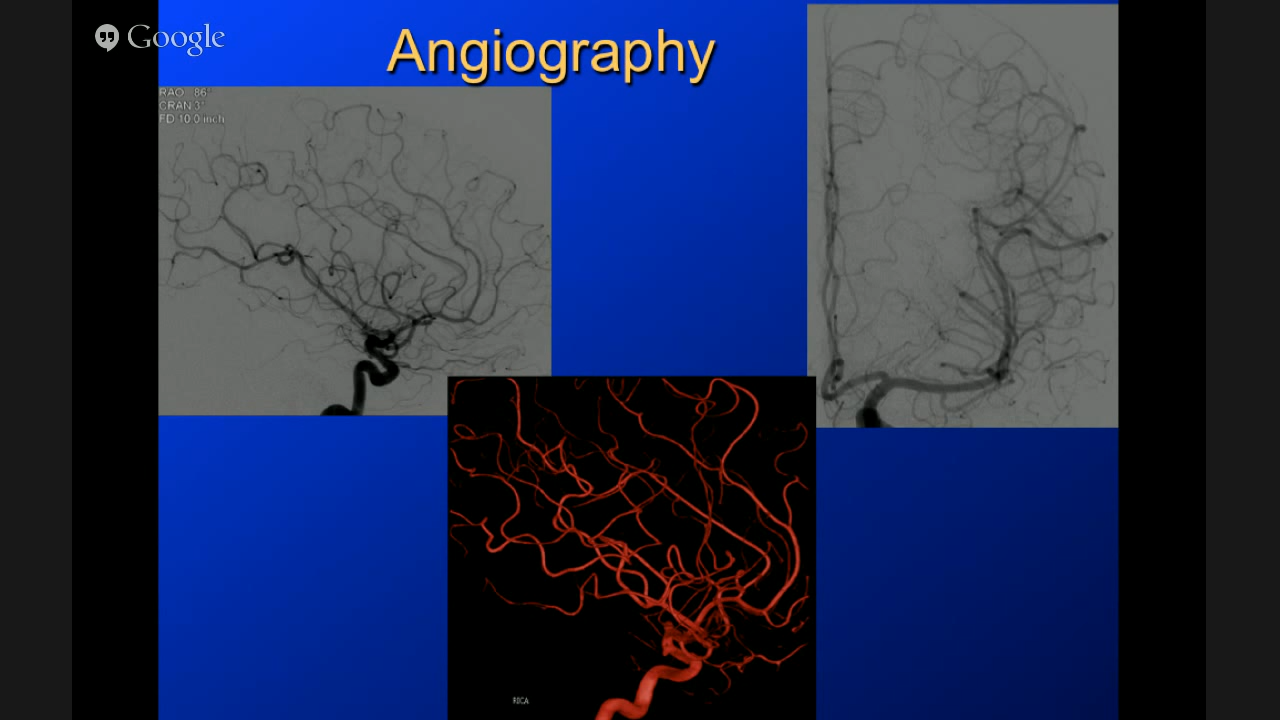 Google
Angiography
RAO 86°
CRAN 3°
FD 10.0 inch
RICA